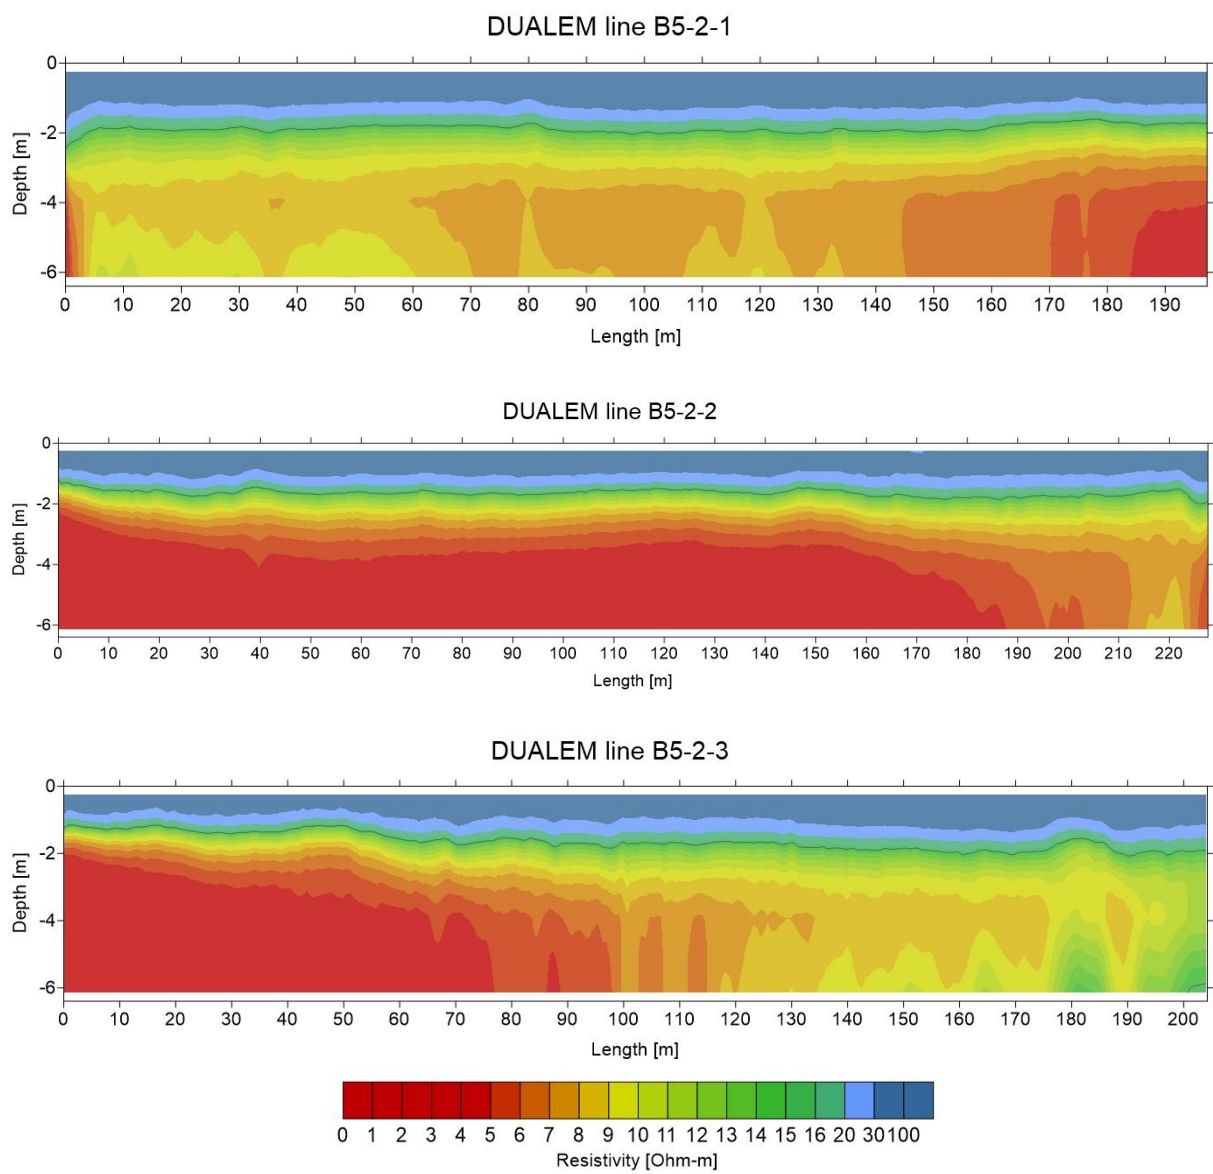 DUALEM line B5-2-1
0
-2
-4
-6
Depth [m]
0 10 20 30 40 50 60 70 80 90 100 110 120 130 140 150 160 170 180 190
Length [m]
DUALEM line B5-2-2
0
-2
-4
-6
Depth [m]
0 10 20 30 40 50 60 70 80 90 100 110 120 130 140 150 160 170 180 190 200 210 220
Length [m]
DUALEM line B5-2-3
0
-2
-4
-6
Depth [m]
0 10 20 30 40 50 60 70 80 90 100 110 120 130 140 150 160 170 180 190 200
Length [m]
0 1 2 3 4 5 6 7 8 9 10 11 12 13 14 15 16 20 30 100
Resistivity [Ohm-m]